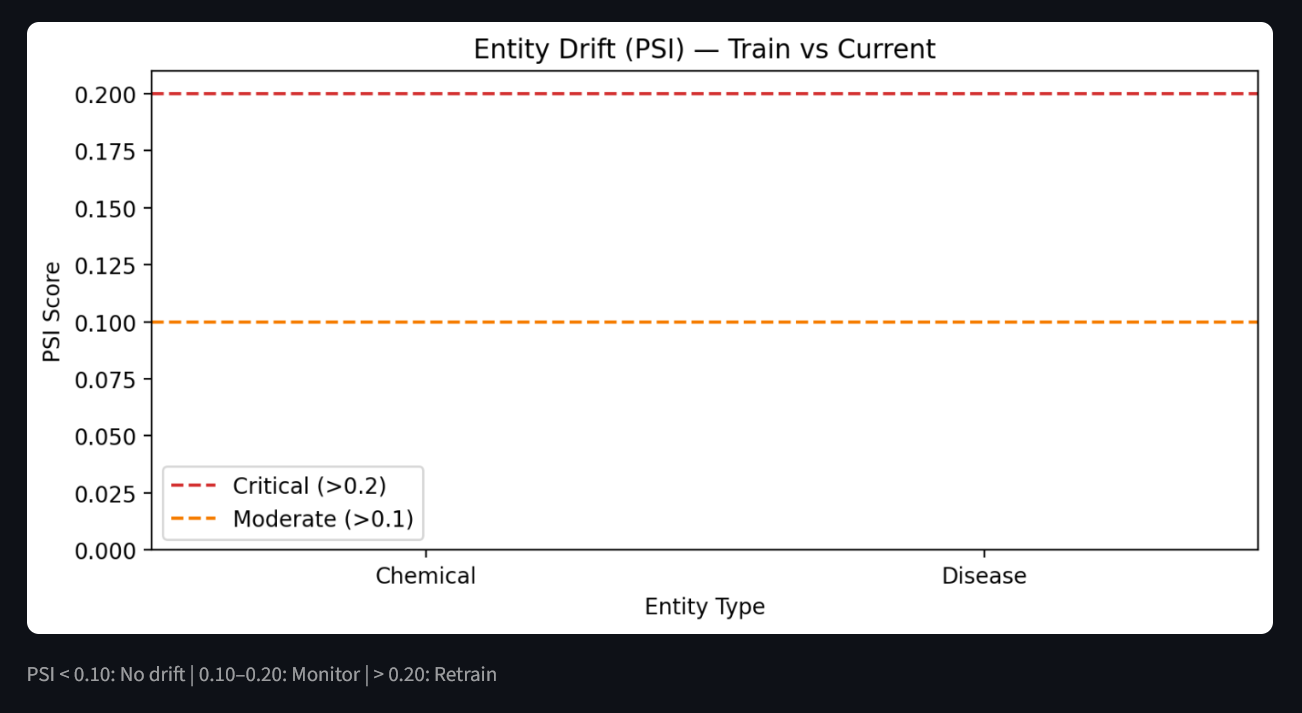 Entity Drift (PSI) — Train vs Current
PSI Score
0.200
0.175
0.150
0.125
0.100
0.075
0.050
0.025
0.000
Critical (>0.2)
Moderate (>0.1)
Chemical
Disease
Entity Type
PSI < 0.10: No drift | 0.10–0.20: Monitor | > 0.20: Retrain